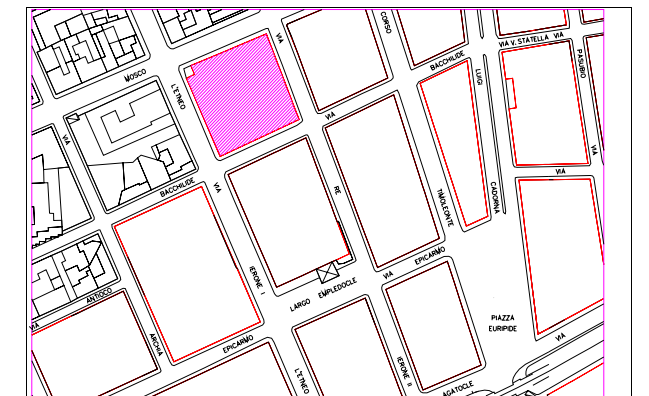 VIA
CORSO
VIA V. STATELLA VIA
MOSCO
L'ETNEO
BACCHILIDE
LUIGI
PASUBIO
VIA
VIA
VIA
VIA
BACCHILIDE
VIA
RE
TIMOLEONTE
CADORNA
IERONE I
EPICARMO
VIA
ANTIOCO
LARGO EMPLEDOCLE
VIA
ARCHIA
EPICARMO
PIAZZA
EURIPIDE
VIA
L'ETNEO
IERONE II
AGATOCLE